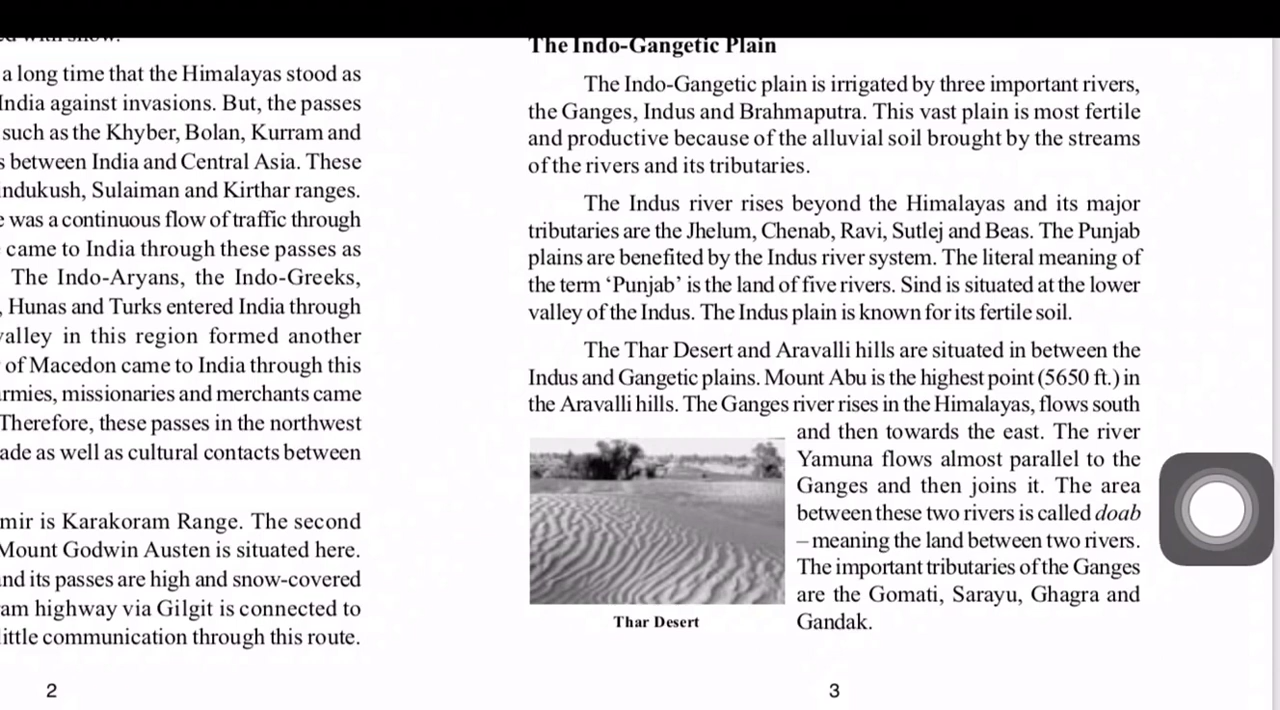 a long time that the Himalayas stood as
India against invasions. But, the passes
such as the Khyber, Bolan, Kurram and
s between India and Central Asia. These
indukush, Sulaiman and Kirthar ranges.
e was a continuous flow of traffic through
came to India through these passes as
The Indo-Aryans, the Indo-Greeks,
, Hunas and Turks entered India through
valley in this region formed another
of Macedon came to India through this
armies, missionaries and merchants came
Therefore, these passes in the northwest
ade as well as cultural contacts between
mir is Karakoram Range. The second
Mount Godwin Austen is situated here.
nd its passes are high and snow-covered
am highway via Gilgit is connected to
little communication through this route.
2
The Indo-Gangetic Plain
The Indo-Gangetic plain is irrigated by three important rivers,
the Ganges, Indus and Brahmaputra. This vast plain is most fertile
and productive because of the alluvial soil brought by the streams
of the rivers and its tributaries.
The Indus river rises beyond the Himalayas and its major
tributaries are the Jhelum, Chenab, Ravi, Sutlej and Beas. The Punjab
plains are benefited by the Indus river system. The literal meaning of
the term ‘Punjab’ is the land of five rivers. Sind is situated at the lower
valley of the Indus. The Indus plain is known for its fertile soil.
The Thar Desert and Aravalli hills are situated in between the
Indus and Gangetic plains. Mount Abu is the highest point (5650 ft.) in
the Aravalli hills. The Ganges river rises in the Himalayas, flows south
and then towards the east. The river
Yamuna flows almost parallel to the
Ganges and then joins it. The area
between these two rivers is called doab
– meaning the land between two rivers.
The important tributaries of the Ganges
are the Gomati, Sarayu, Ghagra and
Gandak.
Thar Desert
3